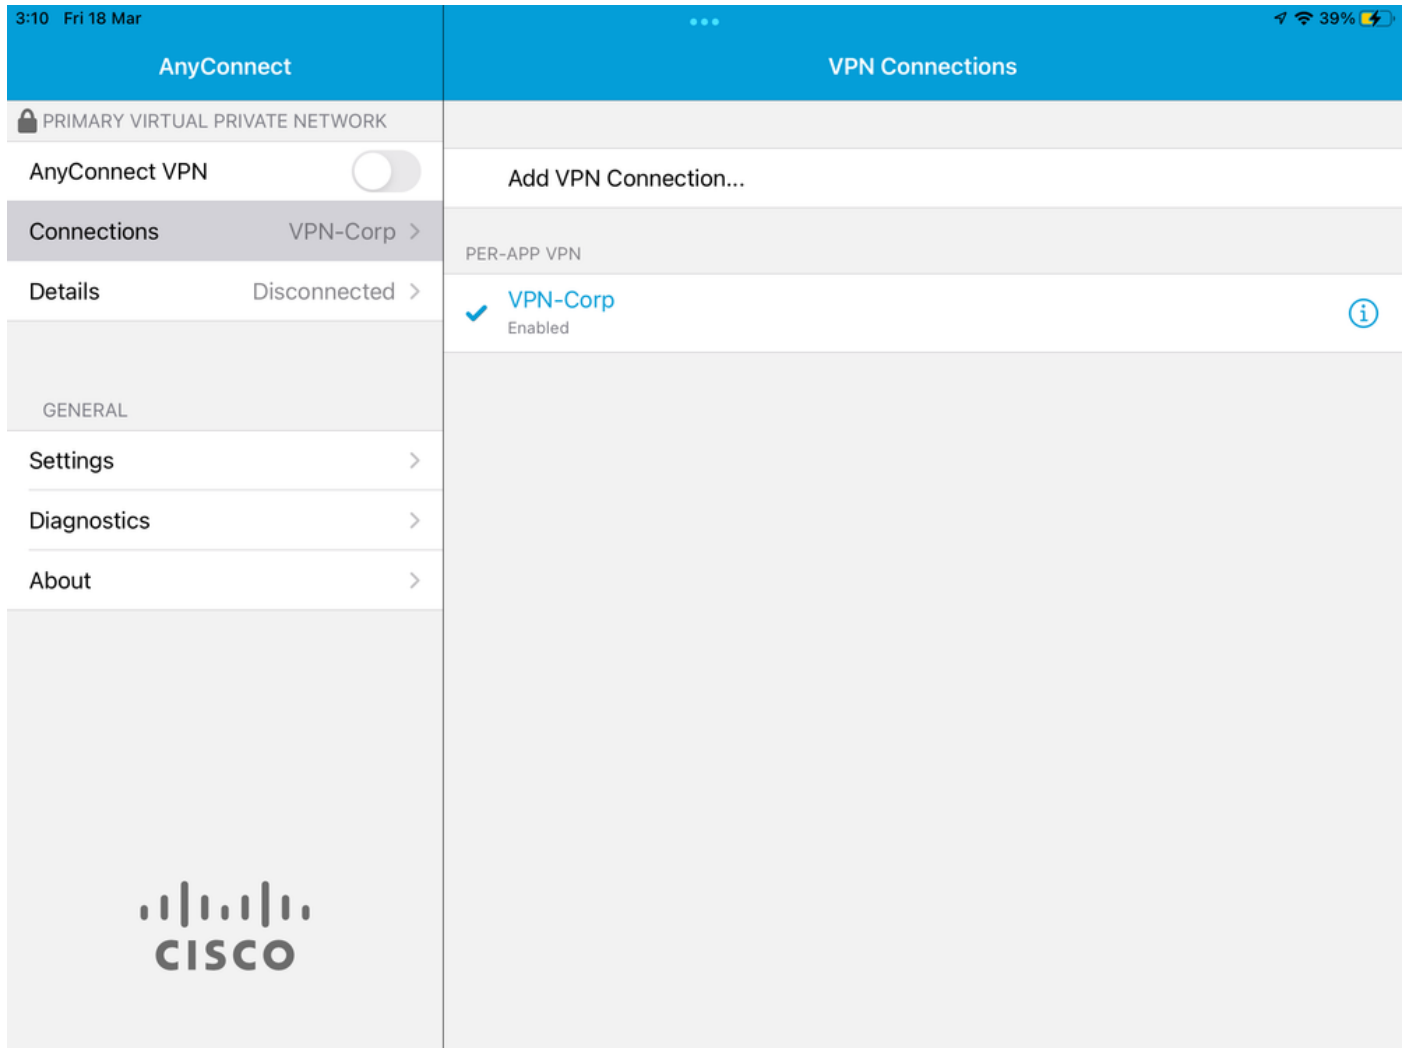 3:10 Fri 18 Mar
39%
AnyConnect
VPN Connections
PRIMARY VIRTUAL PRIVATE NETWORK
AnyConnect VPN
Connections VPN-Corp
Details Disconnected
GENERAL
Settings
Diagnostics
About
CISCO
Add VPN Connection...
PER-APP VPN
VPN-Corp
Enabled